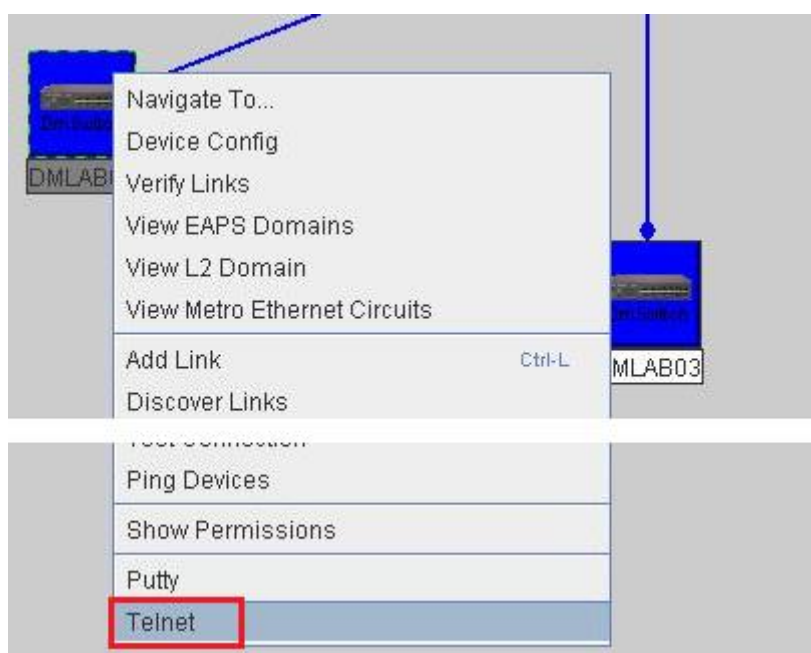 Navigate To...
Device Config
DMLAB
Verify Links
View EAPS Domains
View L2 Domain
View Metro Ethernet Circuits
Add Link Ctrl-L
MLAB03
Discover Links
Ping Devices
Show Permissions
Putty
Telnet